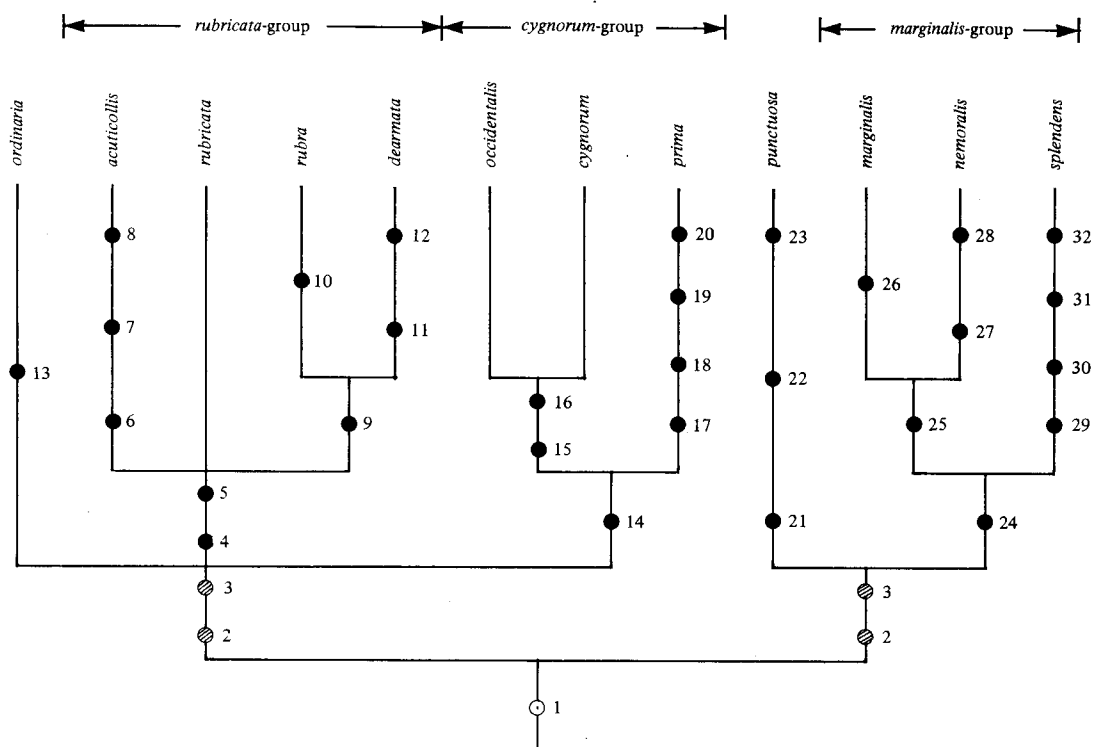 rubricata-group cygnorum-group marginalis-group
ordinaria acuticollis rubricata rubra dearmata occidentalis cygnorum prima punctuosa marginalis nemoralis splendens
8 12 20 23 28 32
10 19 26 31
7 11 27
13 18 22 30
16
6 9 17 25 29
15
5
14 21 24
4
3 3
2 2
1